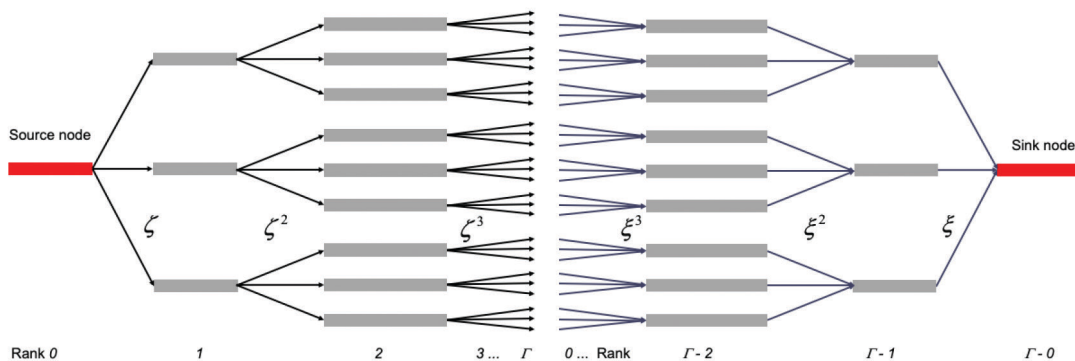 Source node
Sink node
ζ ζ² ζ³ ξ³ ξ² ξ
Rank 0 1 2 3 ... Γ 0 ... Rank Γ - 2 Γ - 1 Γ - 0